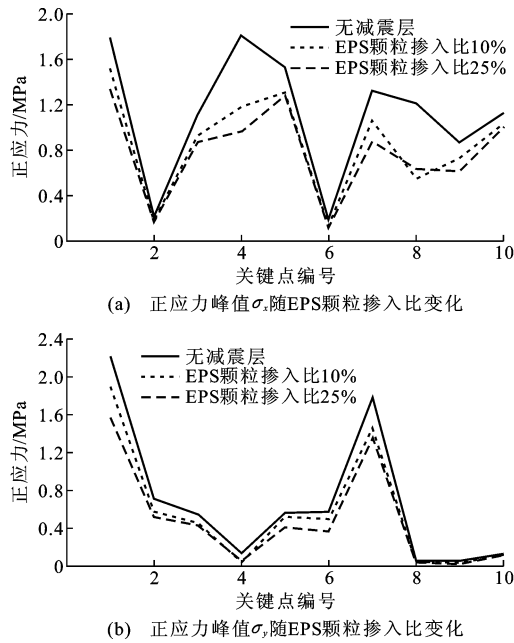 2.0
1.6
1.2
0.8
0.4
0
正应力/MPa
无减震层
EPS颗粒掺入比10%
EPS颗粒掺入比25%
2 4 6 8 10
关键点编号
(a) 正应力峰值σx随EPS颗粒掺入比变化
2.4
2.0
1.6
1.2
0.8
0.4
0
正应力/MPa
无减震层
EPS颗粒掺入比10%
EPS颗粒掺入比25%
2 4 6 8 10
关键点编号
(b) 正应力峰值σy随EPS颗粒掺入比变化